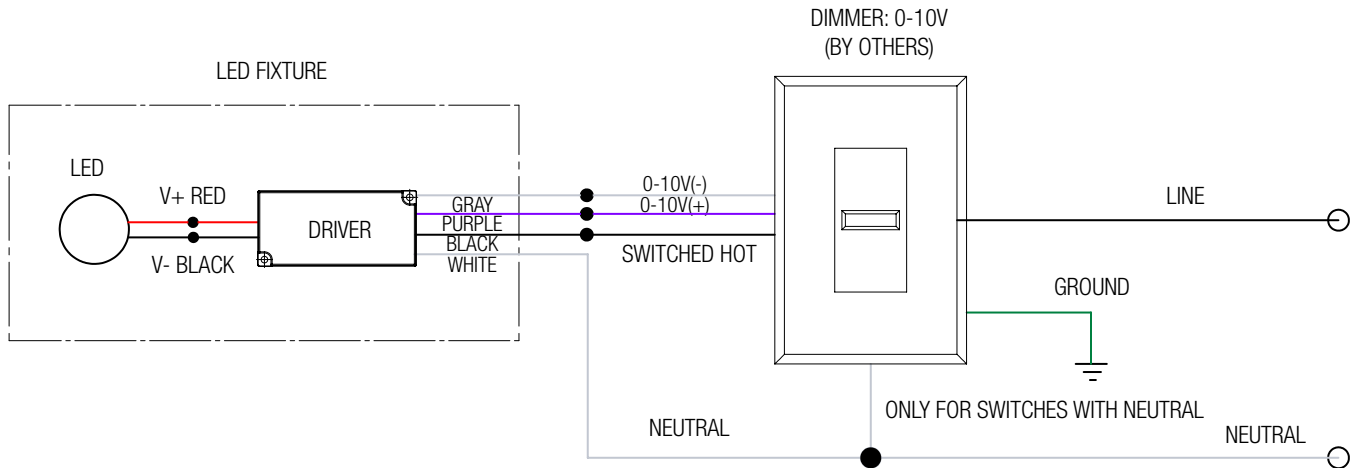 DIMMER: 0-10V
(BY OTHERS)
LED FIXTURE
LED
V+ RED
V- BLACK
DRIVER
GRAY
PURPLE
BLACK
WHITE
0-10V(-)
0-10V(+)
SWITCHED HOT
LINE
GROUND
ONLY FOR SWITCHES WITH NEUTRAL
NEUTRAL
NEUTRAL